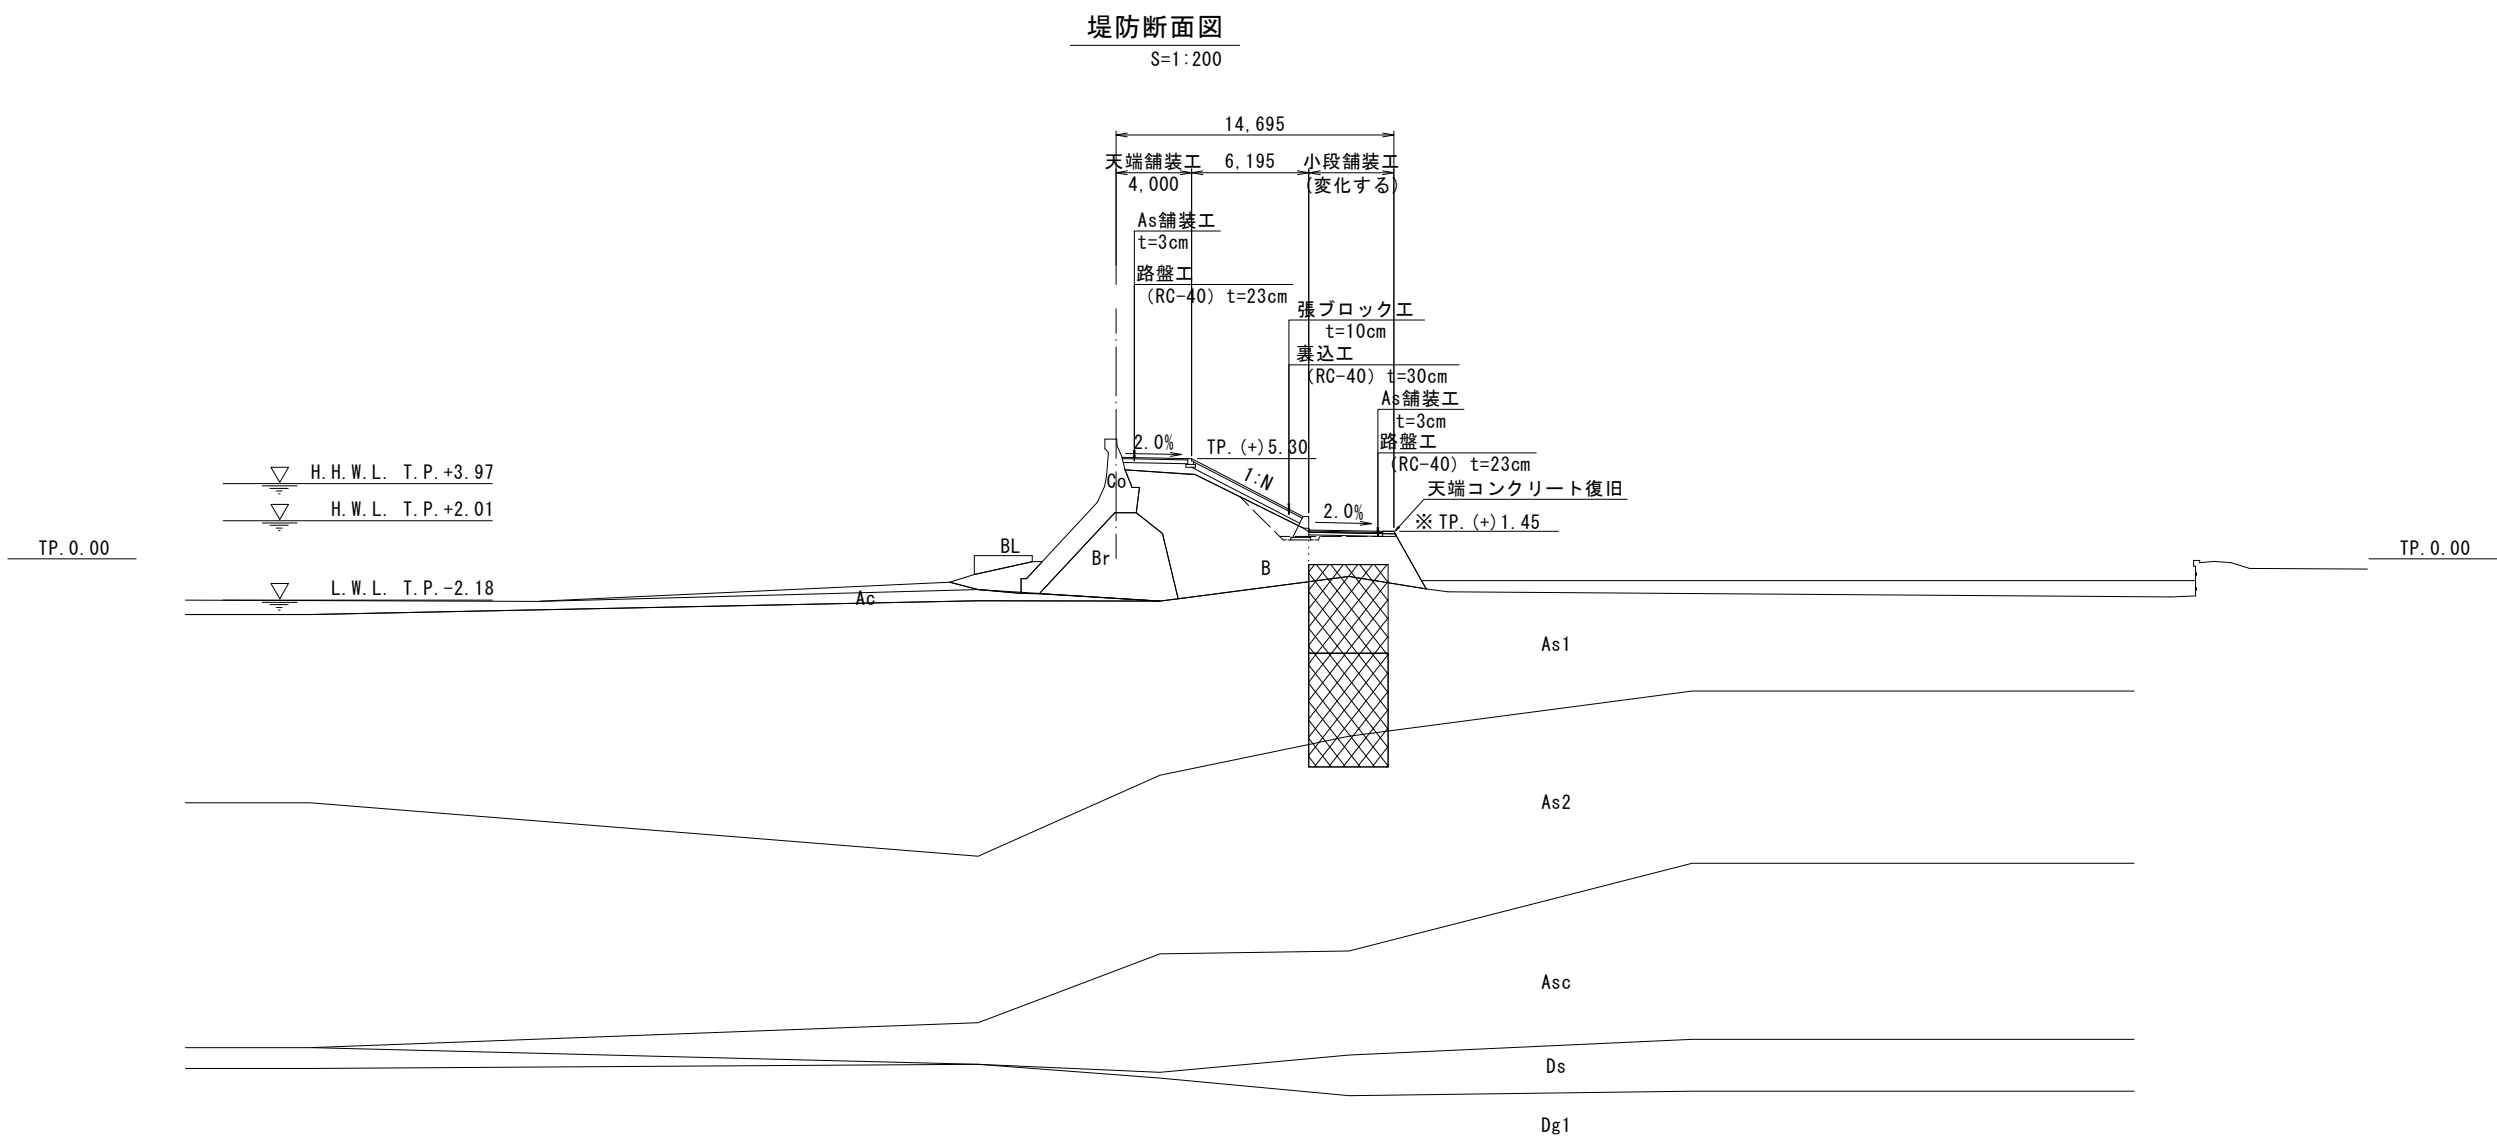 堤防断面図
S=1:200
14,695
天端舗装工
6,195
小段舗装工
4,000
(変化する)
As舗装工
t=3cm
路盤工
(RC-40) t=23cm
張ブロック工
t=10cm
裏込工
(RC-40) t=30cm
As舗装工
t=3cm
路盤工
(RC-40) t=23cm
天端コンクリート復旧
2.0%
TP.(+)5.30
1:N
2.0%
※TP.(+)1.45
H.H.W.L. T.P.+3.97
H.W.L. T.P.+2.01
TP.0.00
TP.0.00
L.W.L. T.P.-2.18
Co
BL
Br
B
Ac
As1
As2
Asc
Ds
Dg1